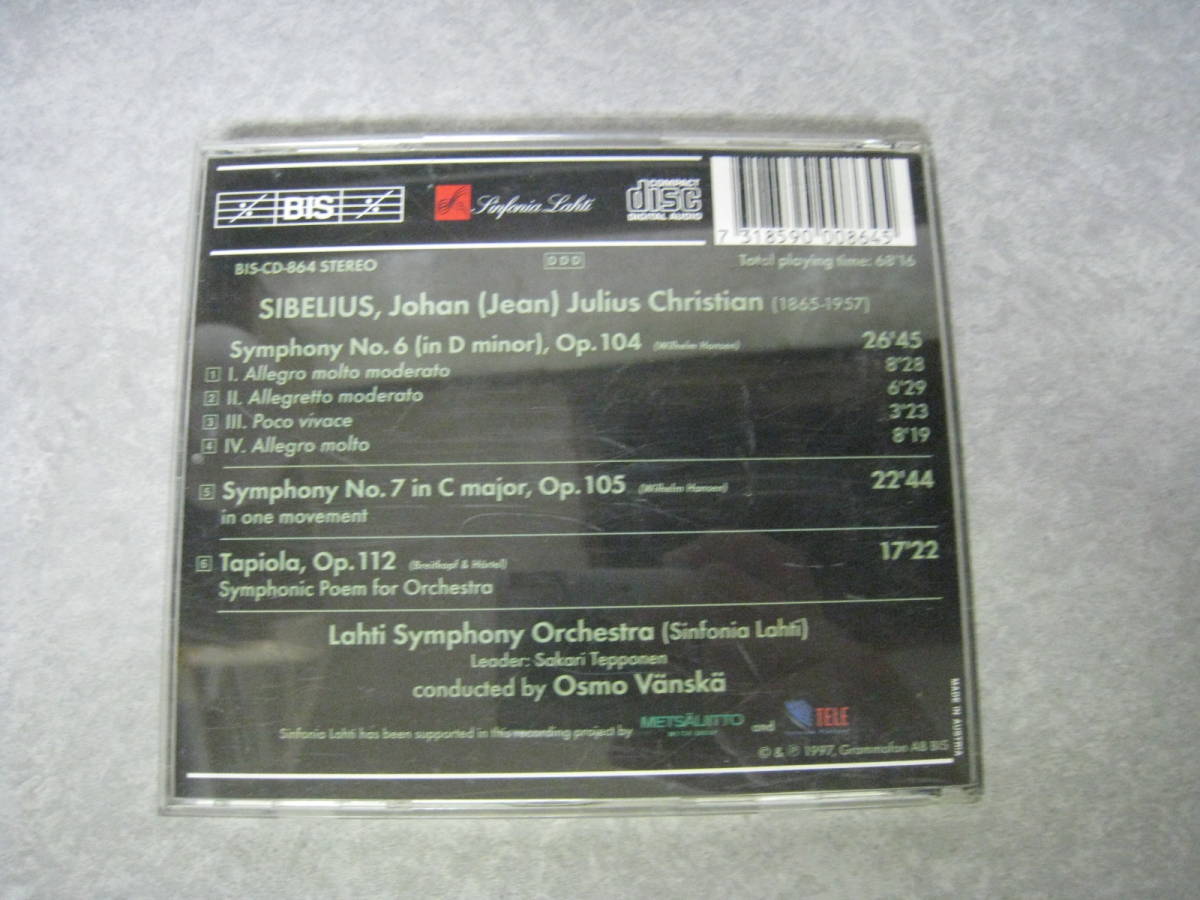 BIS
Sinfonia Lahti
COMPACT
disc
DIGITAL AUDIO
7 318590 008645
BIS-CD-864 STEREO
DDD
Total playing time: 68'16
SIBELIUS, Johan (Jean) Julius Christian (1865-1957)
Symphony No. 6 (in D minor), Op. 104 (Wilhelm Hansen) 26'45
1 I. Allegro molto moderato 8'28
2 II. Allegretto moderato 6'29
3 III. Poco vivace 3'23
4 IV. Allegro molto 8'19
5 Symphony No. 7 in C major, Op. 105 (Wilhelm Hansen) 22'44
in one movement
6 Tapiola, Op. 112 (Breitkopf & Härtel) 17'22
Symphonic Poem for Orchestra
Lahti Symphony Orchestra (Sinfonia Lahti)
Leader: Sakari Tepponen
conducted by Osmo Vänskä
Sinfonia Lahti has been supported in this recording project by METSÄLIITTO and TELE
© & ℗ 1997, Grammofon AB BIS
MADE IN AUSTRIA